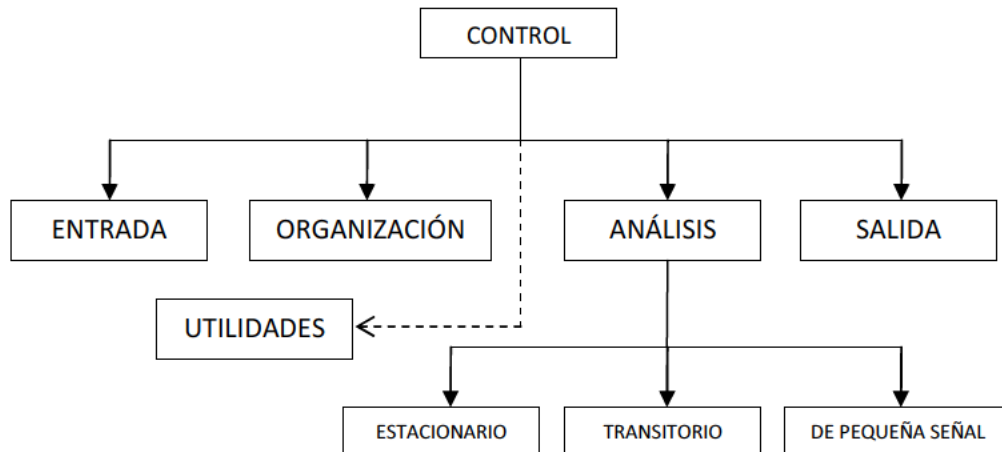 CONTROL
ENTRADA
ORGANIZACIÓN
ANÁLISIS
SALIDA
UTILIDADES
ESTACIONARIO
TRANSITORIO
DE PEQUEÑA SEÑAL